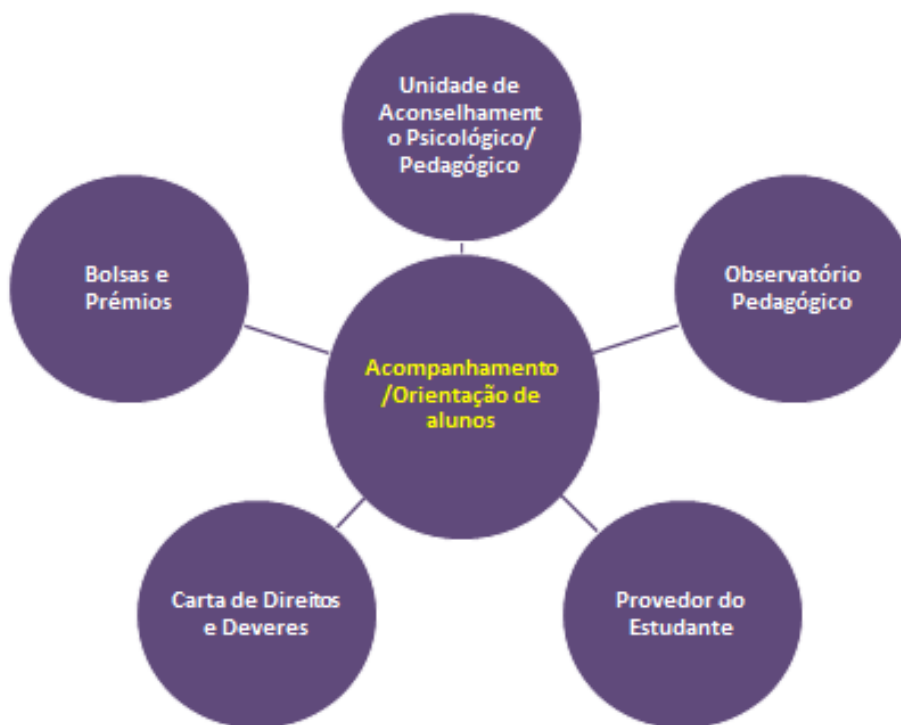 Unidade de
Aconselhament
o Psicológico/
Pedagógico
Bolsas e
Prémios
Observatório
Pedagógico
Acompanhamento
/Orientação de
alunos
Carta de Direitos
e Deveres
Provedor do
Estudante